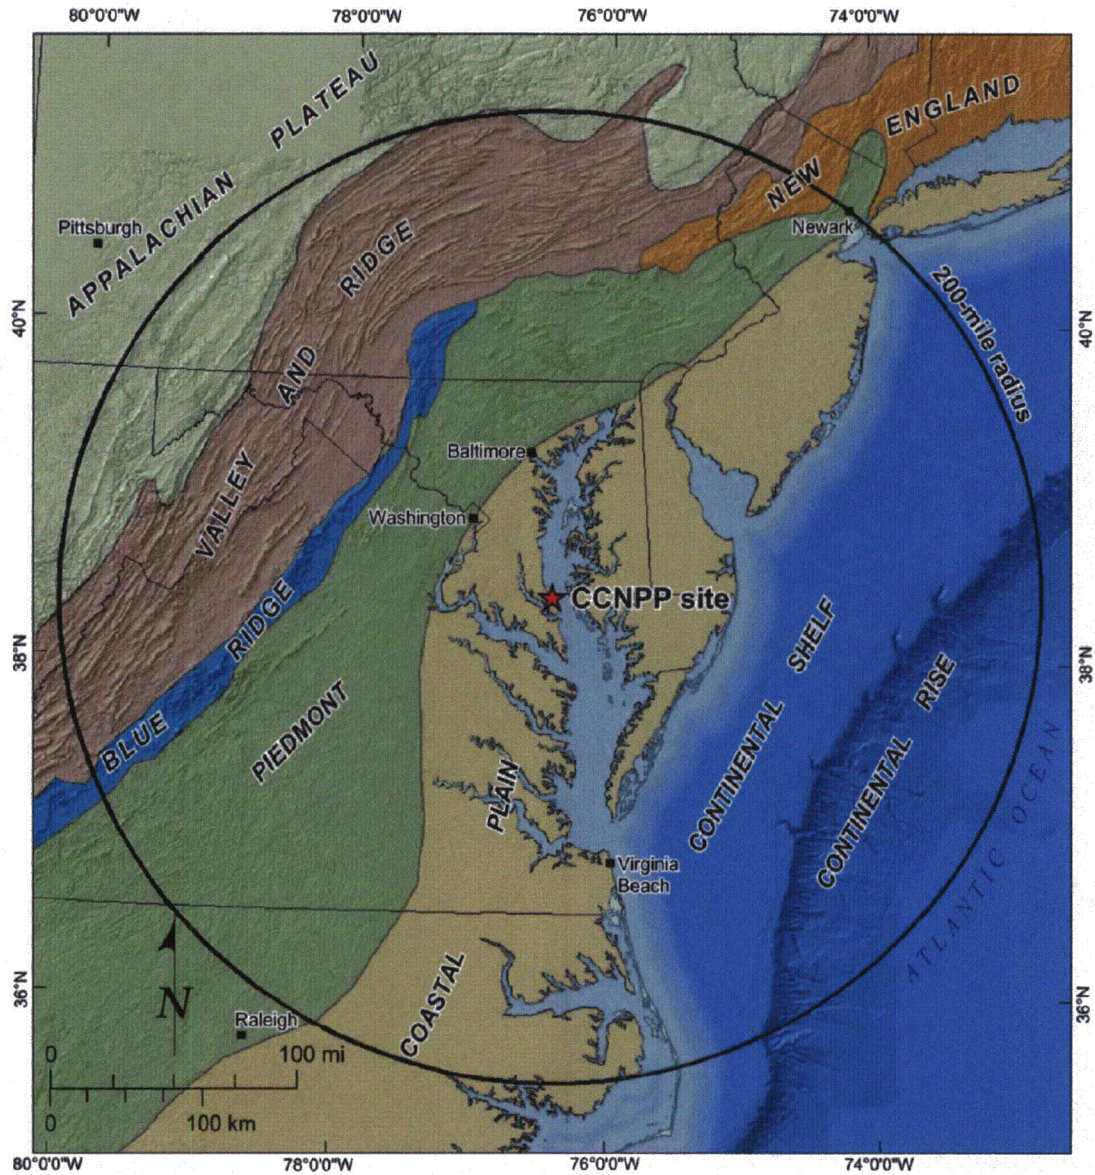 80°0'0"W
78°0'0"W
76°0'0"W
74°0'0"W
APPALACHIAN PLATEAU
NEW ENGLAND
Pittsburgh
VALLEY AND RIDGE
Newark
200-mile radius
40°N
40°N
Baltimore
Washington
CCNPP site
BLUE RIDGE
38°N
38°N
PIEDMONT
CONTINENTAL SHELF
CONTINENTAL RISE
COASTAL PLAIN
ATLANTIC OCEAN
Virginia
Beach
36°N
36°N
N
Raleigh
0
100 mi
0
100 km
80°0'0"W
78°0'0"W
76°0'0"W
74°0'0"W